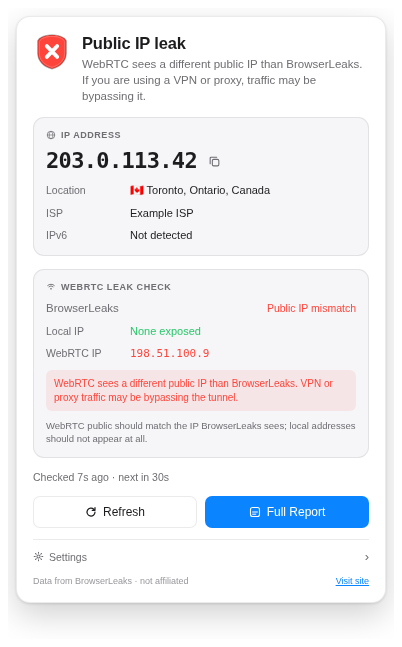 Public IP leak
WebRTC sees a different public IP than BrowserLeaks.
If you are using a VPN or proxy, traffic may be
bypassing it.
IP ADDRESS
203.0.113.42
Location Toronto, Ontario, Canada
ISP Example ISP
IPv6 Not detected
WEBRTC LEAK CHECK
BrowserLeaks Public IP mismatch
Local IP None exposed
WebRTC IP 198.51.100.9
WebRTC sees a different public IP than BrowserLeaks. VPN or
proxy traffic may be bypassing the tunnel.
WebRTC public should match the IP BrowserLeaks sees; local addresses
should not appear at all.
Checked 7s ago · next in 30s
Refresh Full Report
Settings ›
Data from BrowserLeaks · not affiliated Visit site